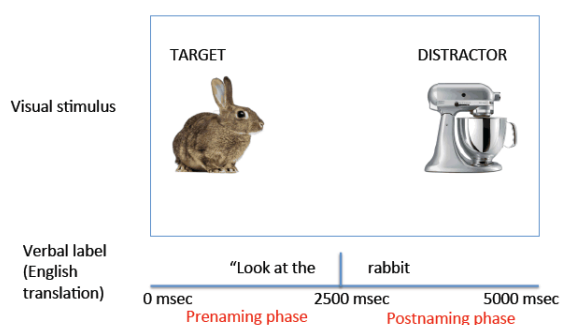 TARGET
DISTRACTOR
Visual stimulus
Verbal label
(English
translation)
“Look at the
rabbit
0 msec
2500 msec
5000 msec
Prenaming phase
Postnaming phase